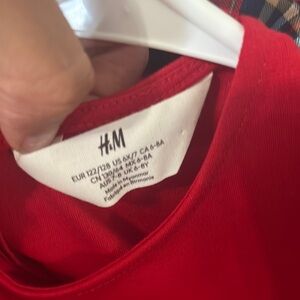 H&M
EUR 122/128 US 6X/7 CA 6-8A
CN 130/64 MX 6-8A
AUS 7-8 UK 6-8Y
Made in Myanmar
Fabriqué en Birmanie